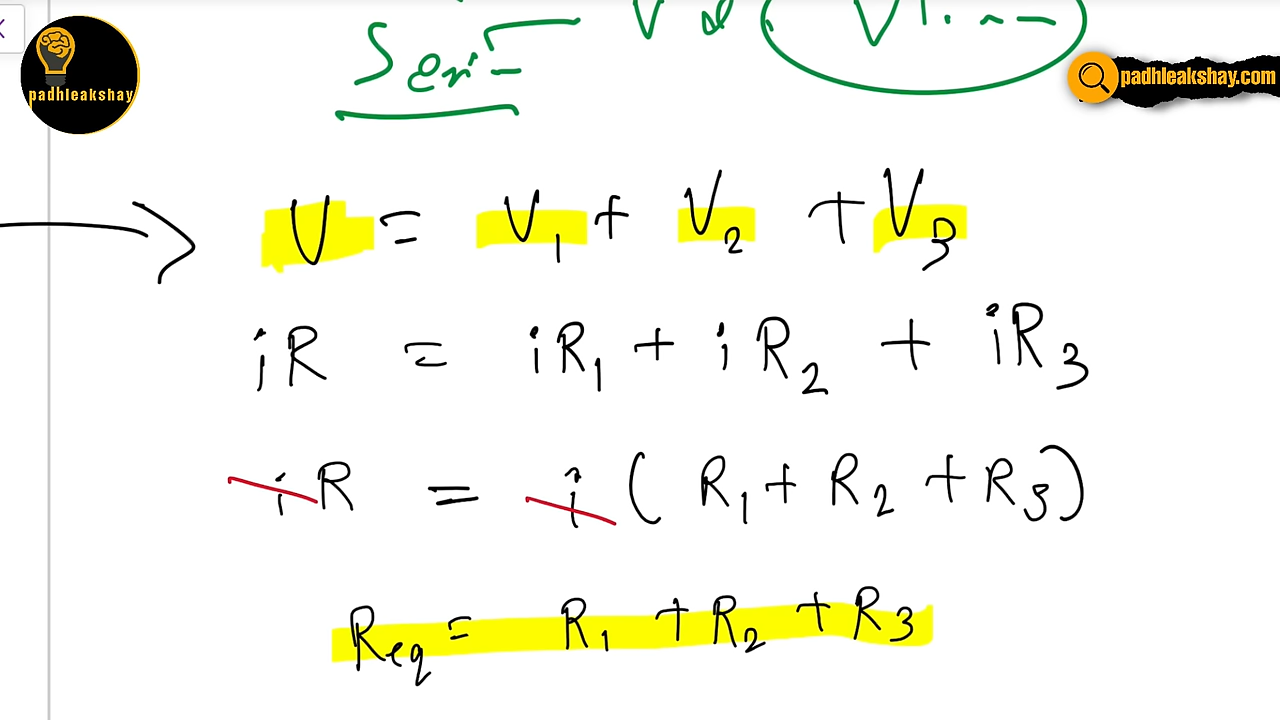 padhleakshay
padhleakshay.com
V = V₁ + V₂ + V₃
iR = iR₁ + iR₂ + iR₃
iR = i (R₁ + R₂ + R₃)
Req = R₁ + R₂ + R₃